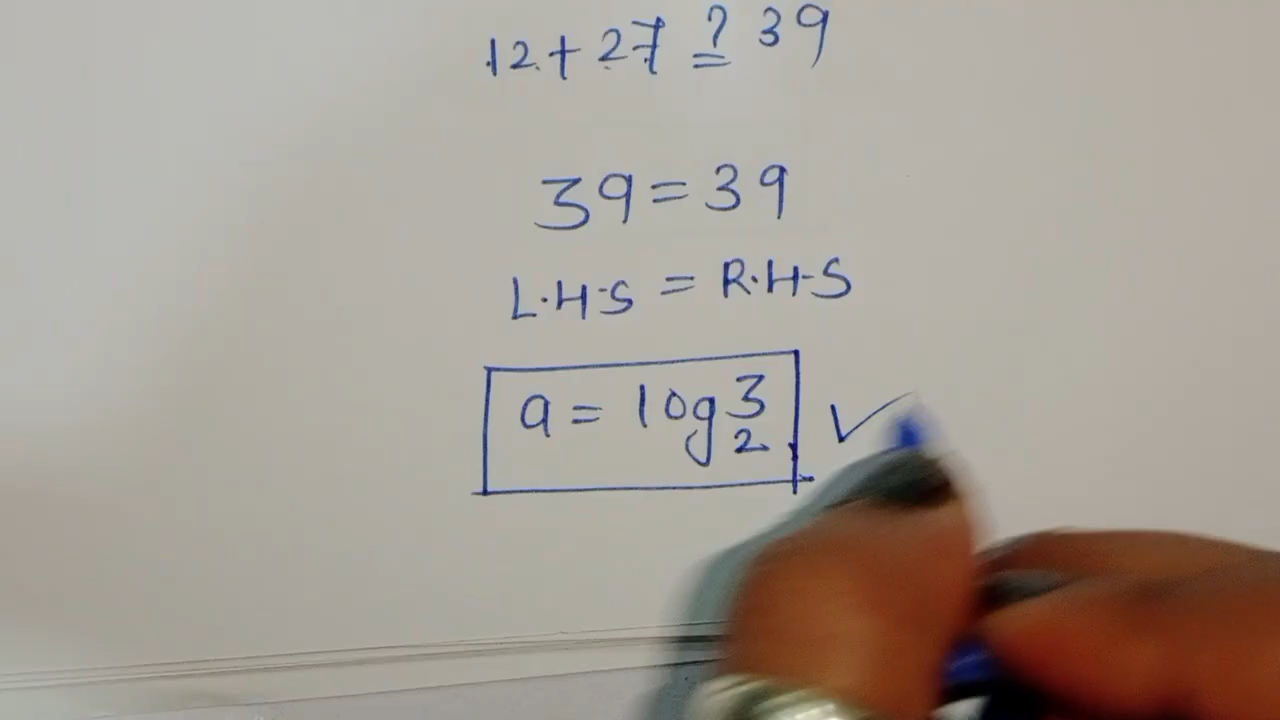 12+27 ≟ 39
39=39
L.H.S = R.H.S
a = log₂3 ✓